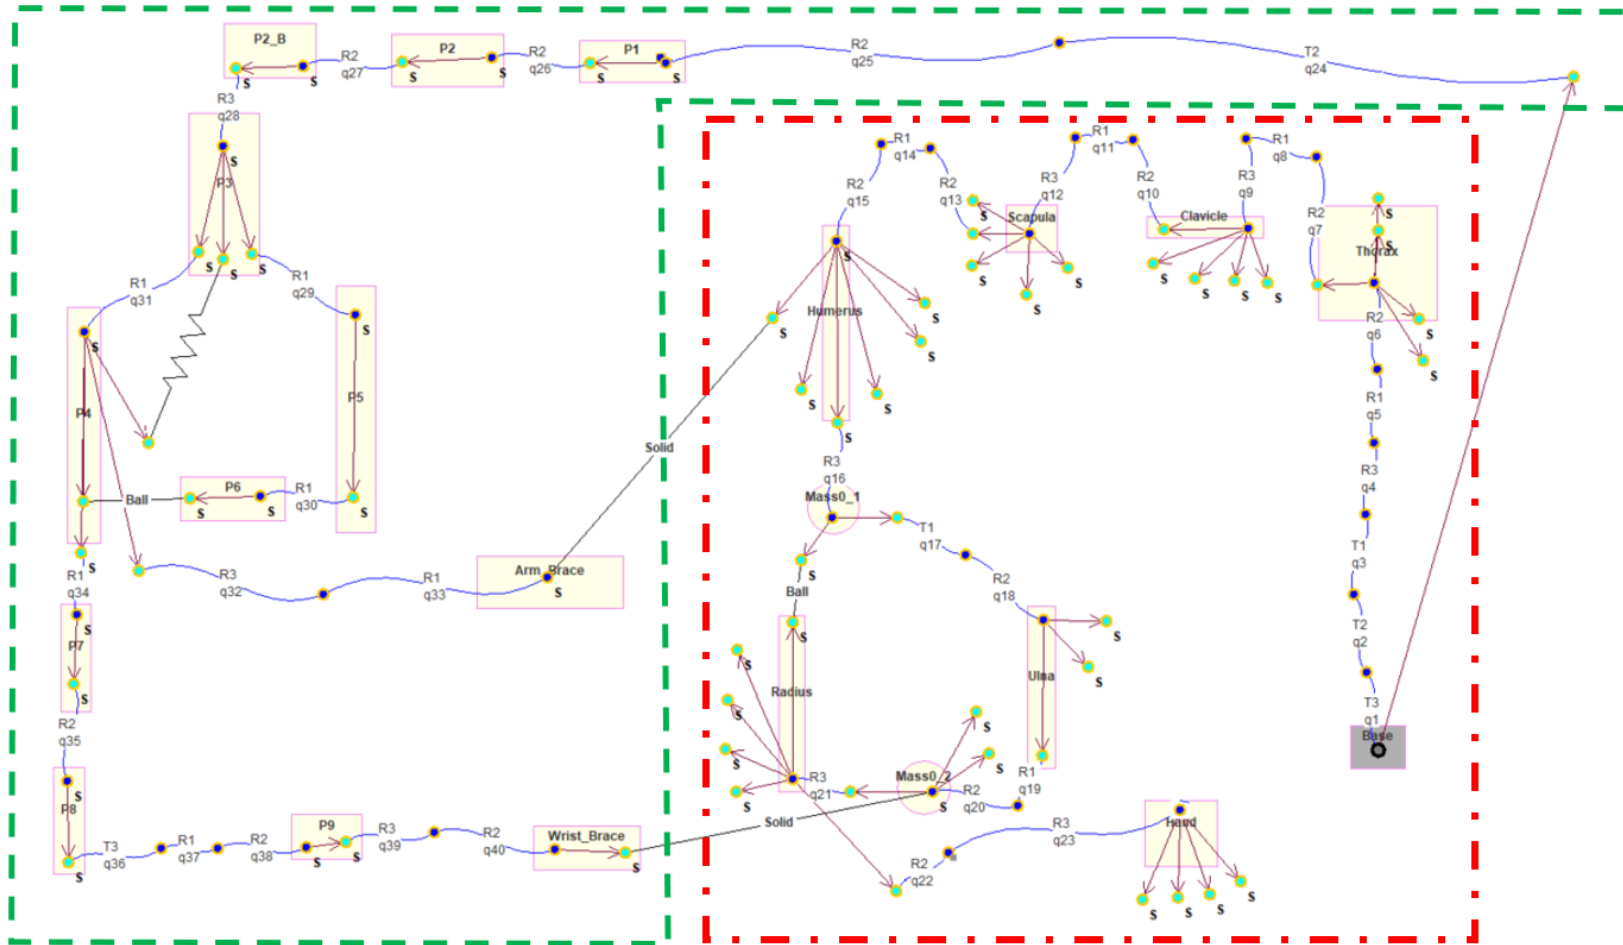 P2_B
R2
q27
S
S
P2
S
S
R2
q26
P1
S
S
R2
q25
T2
q24
R3
q28
S
P3
S
S
S
R1
q31
R1
q29
S
P4
S
P5
S
Ball
P6
S
S
R1
q30
S
R1
q34
R3
q32
R1
q33
Arm_Brace
S
Solid
S
P7
S
R2
q35
S
P8
S
T3
q36
R1
q37
R2
q38
P9
S
S
R3
q39
R2
q40
Wrist_Brace
S
S
Solid
R1
q14
R2
q15
R2
q13
S
Scapula
S
S
S
R3
q12
R1
q11
R2
q10
Clavicle
S
S
S
S
R3
q9
R1
q8
R2
q7
S
S
Thorax
S
S
R2
q6
R1
q5
R3
q4
T1
q3
T2
q2
T3
q1
Base
S
Humerus
S
S
S
S
S
S
R3
q16
Mass0_1
T1
q17
S
Ball
S
R2
q18
S
S
Ulna
R1
q19
Radius
S
S
S
S
R3
q21
Mass0_2
S
S
S
R2
q20
R2
q22
R3
q23
Hand
S
S
S
S